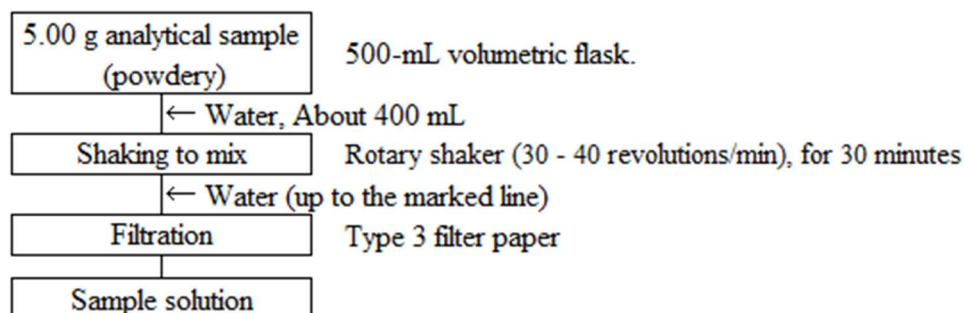 5.00 g analytical sample
(powdery)
500-mL volumetric flask.
← Water, About 400 mL
Shaking to mix
Rotary shaker (30 - 40 revolutions/min), for 30 minutes
← Water (up to the marked line)
Filtration
Type 3 filter paper
Sample solution